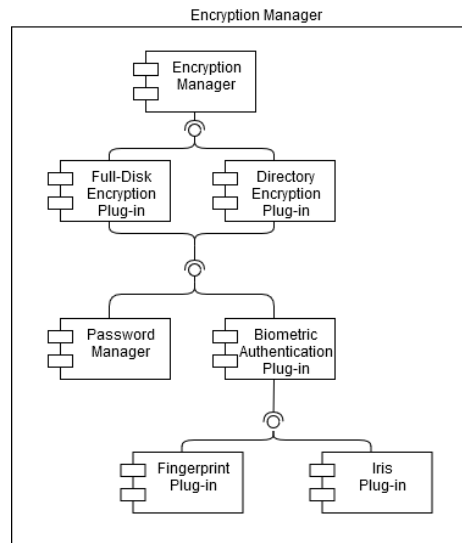 Encryption Manager
Encryption
Manager
Full-Disk
Encryption
Plug-in
Directory
Encryption
Plug-in
Password
Manager
Biometric
Authentication
Plug-in
Fingerprint
Plug-in
Iris
Plug-in